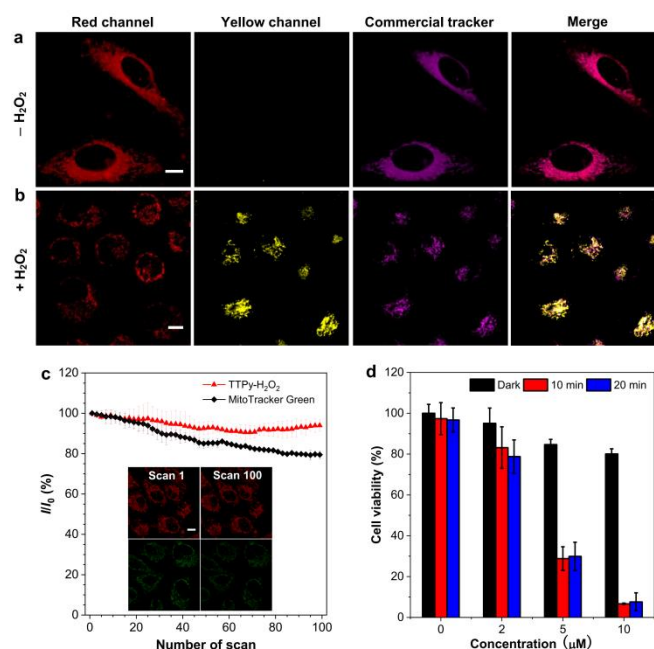 Red channel Yellow channel Commercial tracker Merge
a
− H₂O₂
b
+ H₂O₂
c
TTPy-H₂O₂
MitoTracker Green
I/I₀ (%)
120
100
80
60
40
20
0
Scan 1 Scan 100
0 20 40 60 80 100
Number of scan
d
Dark 10 min 20 min
Cell viability (%)
120
100
80
60
40
20
0
0 2 5 10
Concentration (μM)